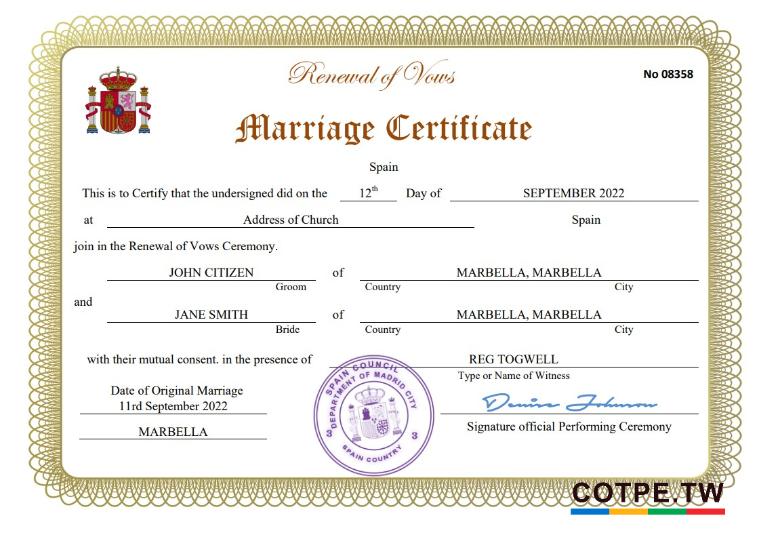 Renewal of Vows
No 08358
Marriage Certificate
Spain
This is to Certify that the undersigned did on the 12th Day of SEPTEMBER 2022
at Address of Church Spain
join in the Renewal of Vows Ceremony.
JOHN CITIZEN of MARBELLA, MARBELLA
Groom Country City
and
JANE SMITH of MARBELLA, MARBELLA
Bride Country City
with their mutual consent. in the presence of REG TOGWELL
Type or Name of Witness
Date of Original Marriage
11rd September 2022
Denise Johnson
MARBELLA
Signature official Performing Ceremony
SPAIN COUNCIL
DEPARTMENT OF MADRID CITY
3 3
SPAIN COUNTRY
COTPE.TW